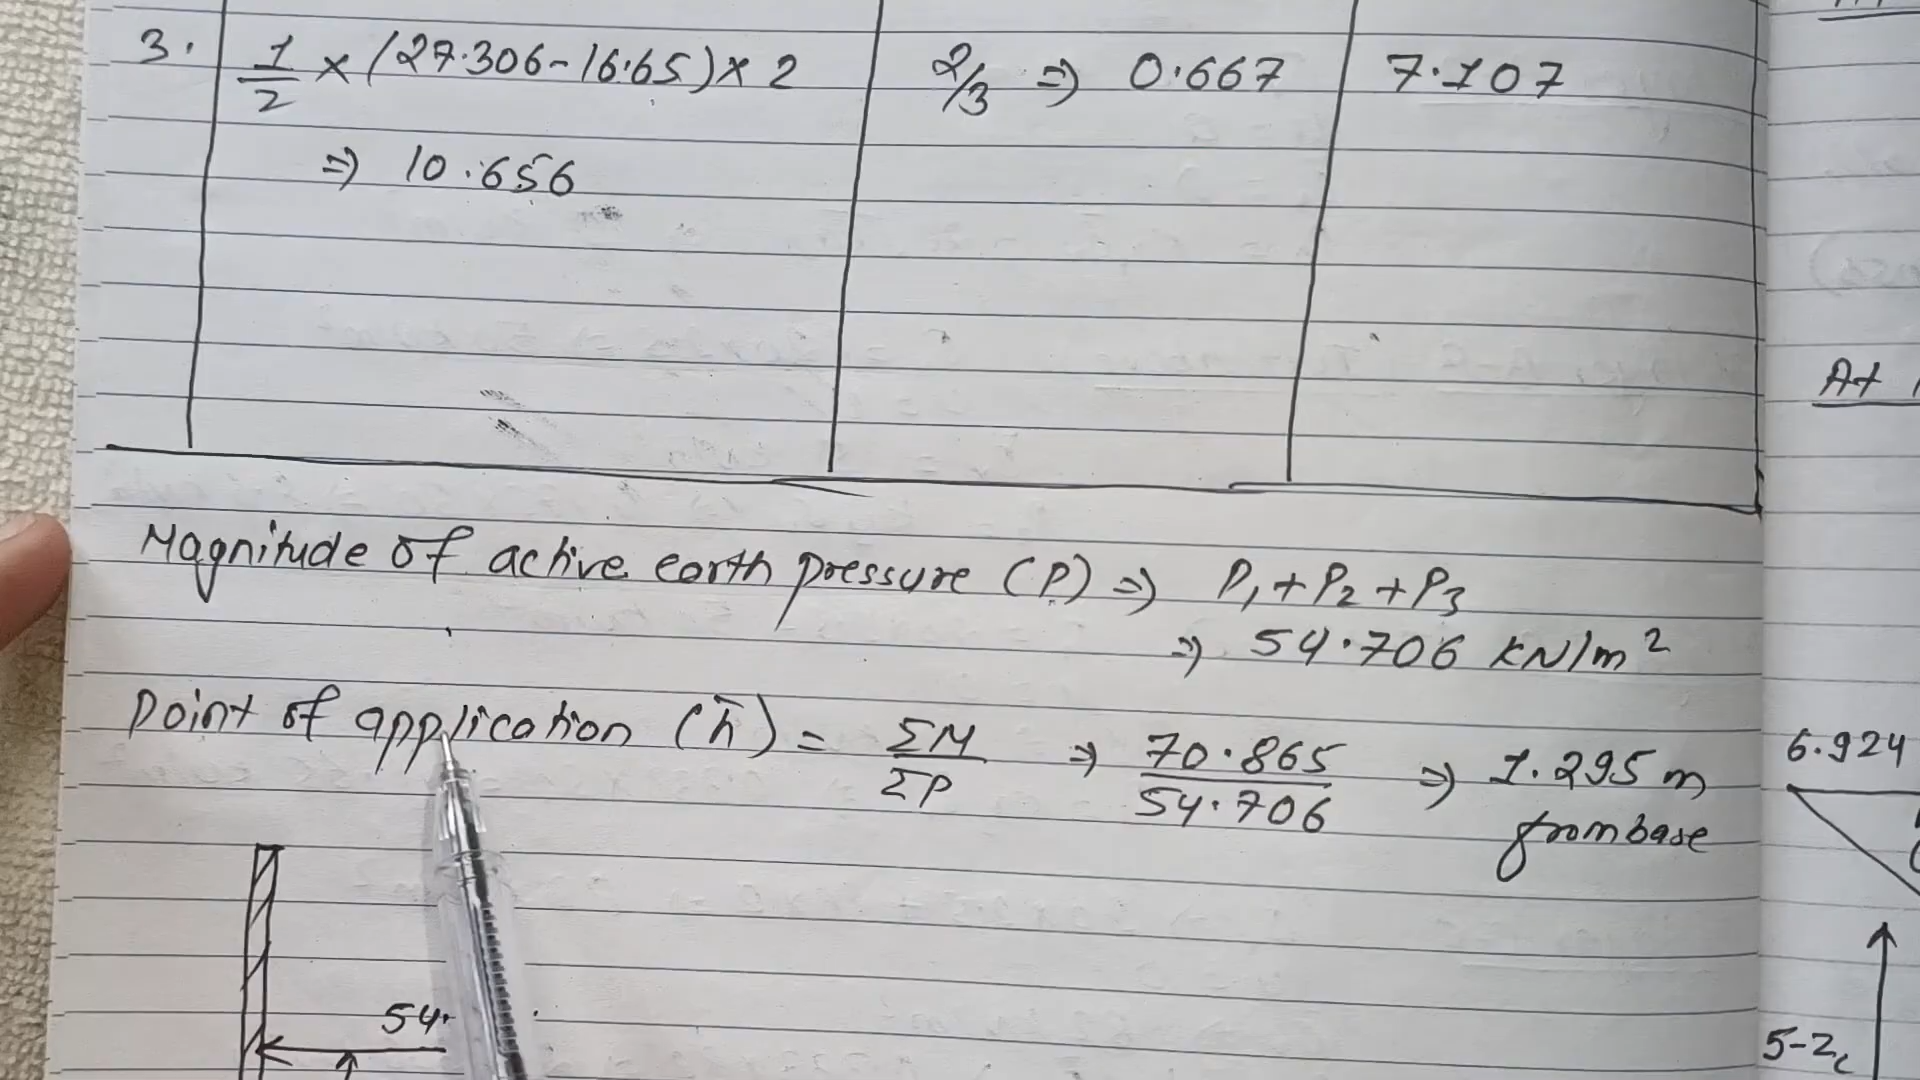 3. 1/2 × (27.306-16.65) × 2 2/3 ⇒ 0.667 7.107
⇒ 10.656
Magnitude of active earth pressure (P) ⇒ P1 + P2 + P3
⇒ 54.706 KN/m²
Point of application (h̄) = ΣM/ΣP ⇒ 70.865/54.706 ⇒ 1.295 m
from base
54.
At
6.924
5-Zc